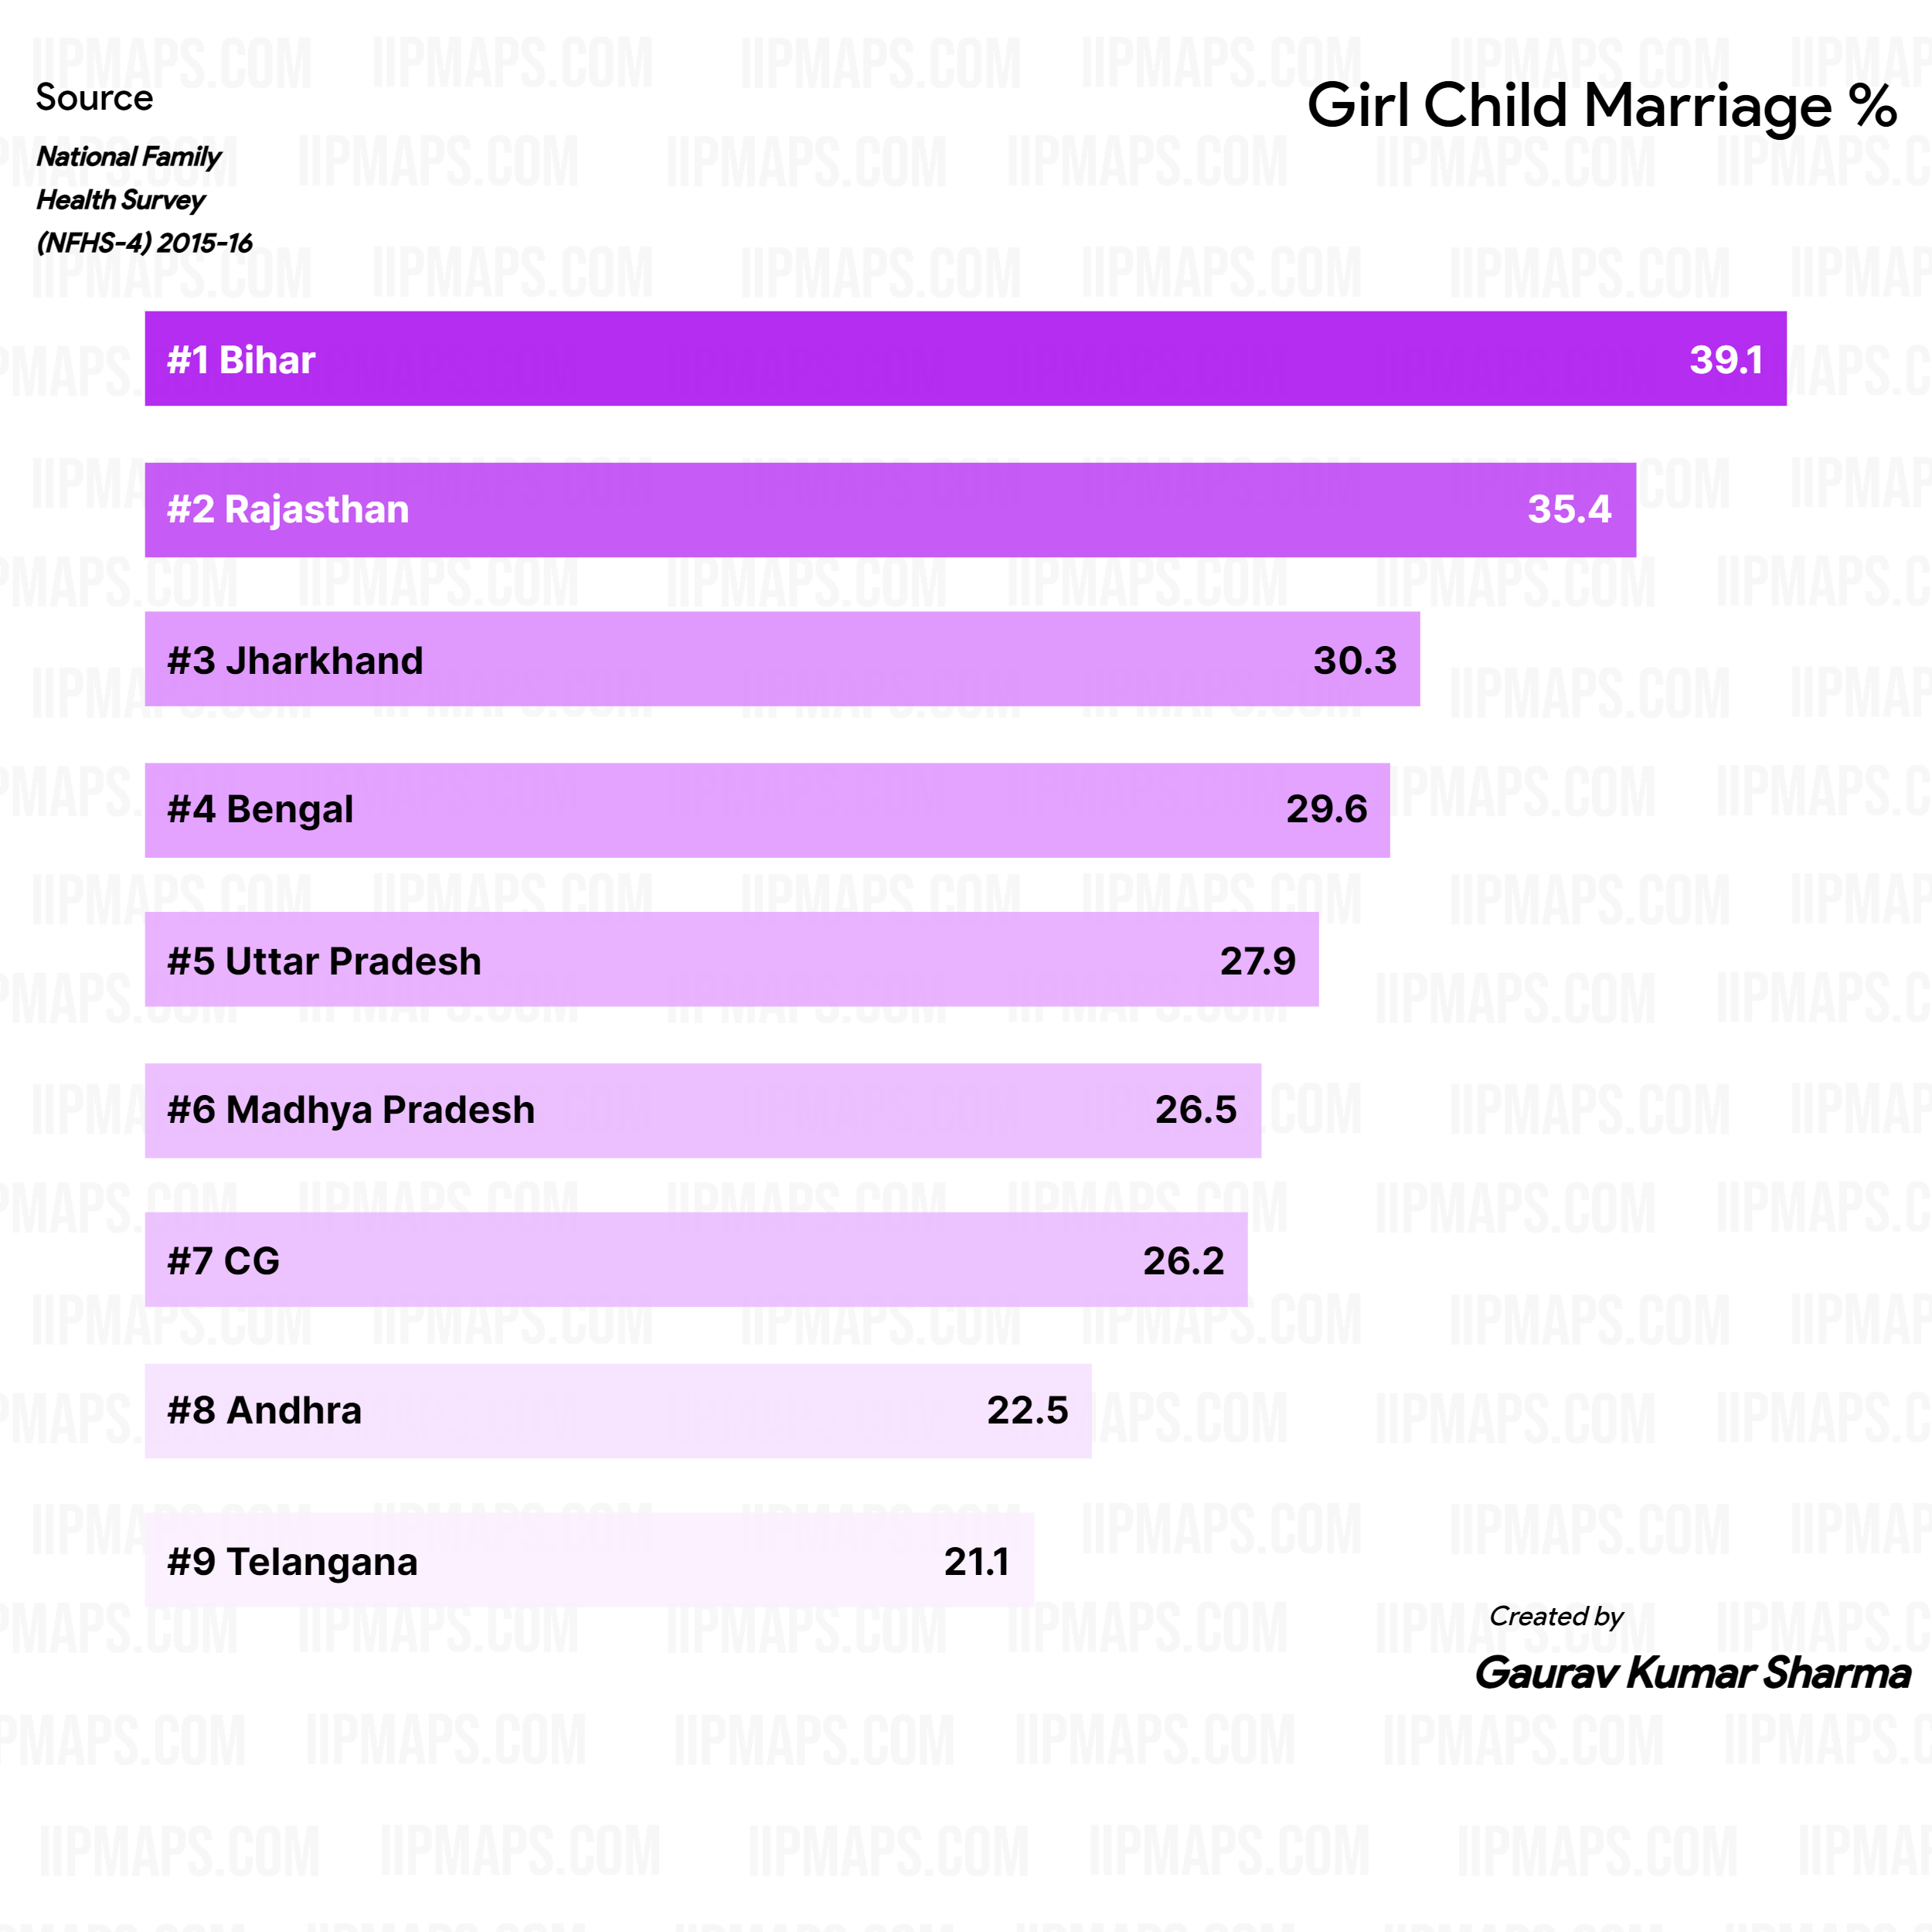 Source
National Family
Health Survey
(NFHS-4) 2015-16
Girl Child Marriage %
#1 Bihar 39.1
#2 Rajasthan 35.4
#3 Jharkhand 30.3
#4 Bengal 29.6
#5 Uttar Pradesh 27.9
#6 Madhya Pradesh 26.5
#7 CG 26.2
#8 Andhra 22.5
#9 Telangana 21.1
Created by
Gaurav Kumar Sharma
IIPMAPS.COM